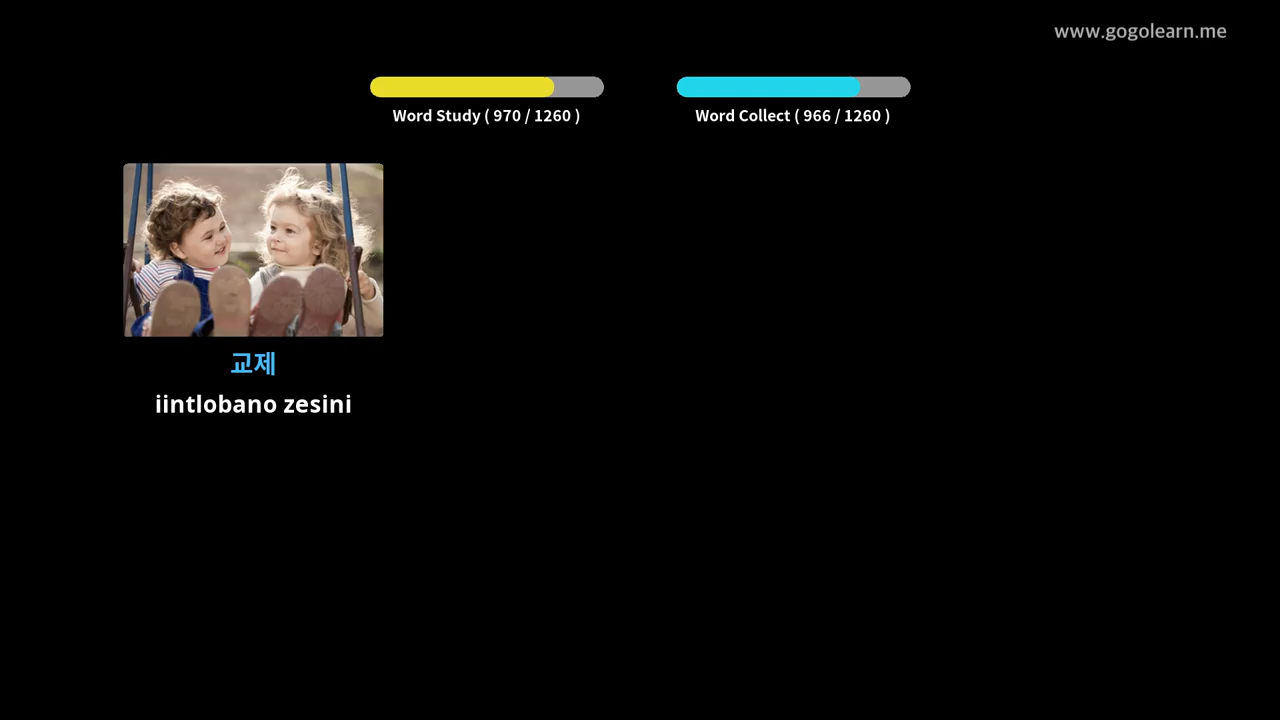 www.gogolearn.me
Word Study ( 970 / 1260 )
Word Collect ( 966 / 1260 )
교제
iintlobano zesini